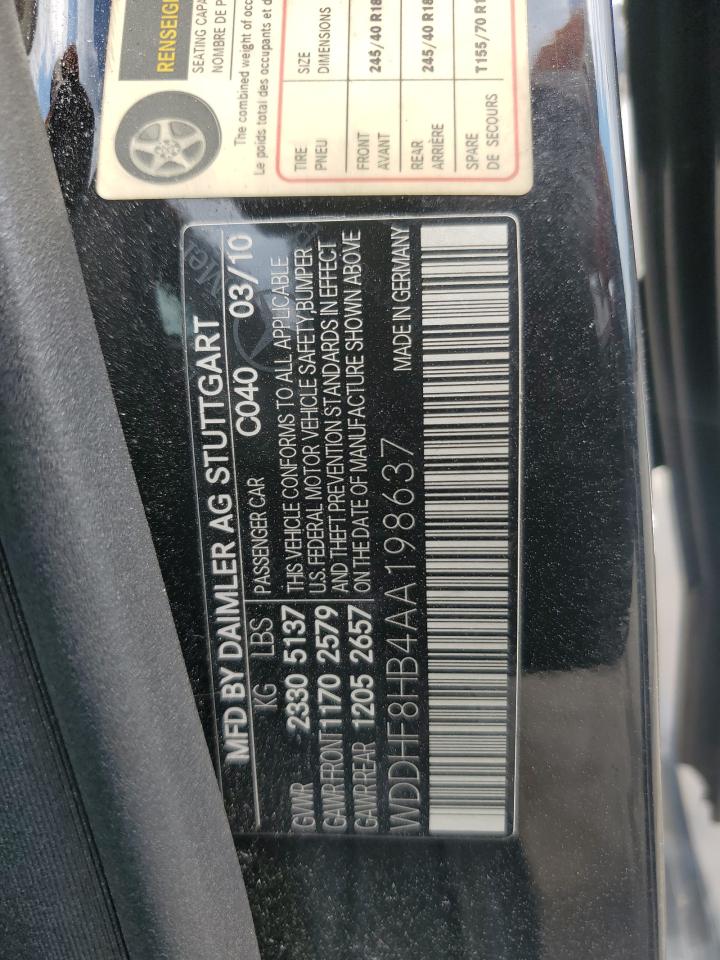 MFD BY DAIMLER AG STUTTGART
KG LBS PASSENGER CAR C040 03/10
GVWR 2330 5137 THIS VEHICLE CONFORMS TO ALL APPLICABLE
GAWR FRONT 1170 2579 U.S. FEDERAL MOTOR VEHICLE SAFETY, BUMPER
GAWR REAR 1205 2657 AND THEFT PREVENTION STANDARDS IN EFFECT
ON THE DATE OF MANUFACTURE SHOWN ABOVE
WDDHF8HB4AA198637 MADE IN GERMANY
RENSEIGN
SEATING CAPA
NOMBRE DE P
The combined weight of occ
Le poids total des occupants et d
TIRE SIZE
PNEU DIMENSIONS
FRONT 245/40 R18
AVANT
REAR 245/40 R18
ARRIÈRE
SPARE T155/70 R1
DE SECOURS